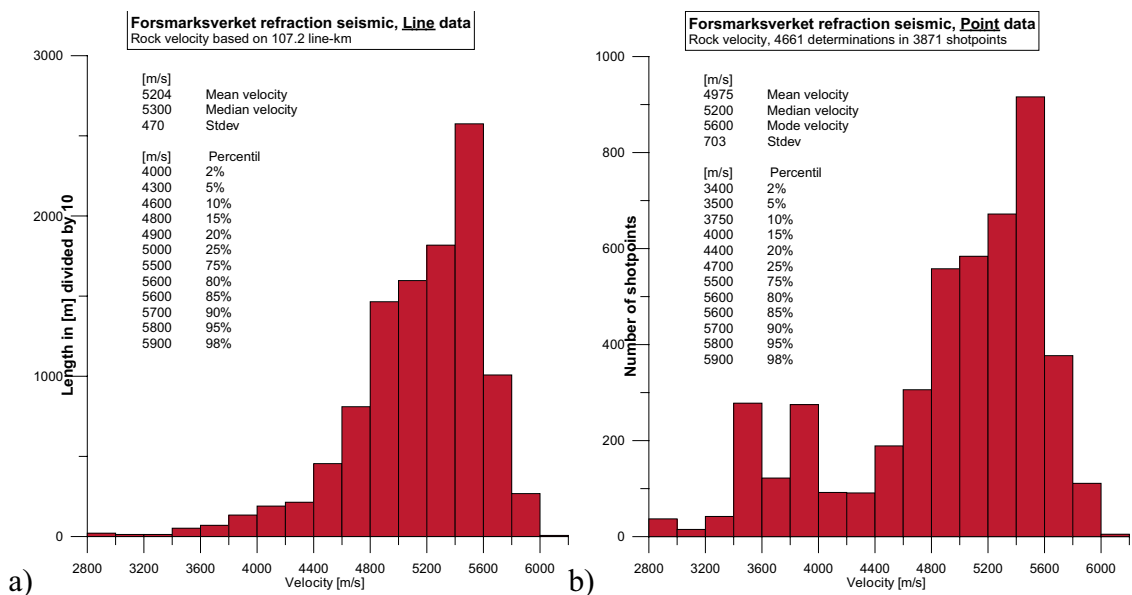 Forsmarksverket refraction seismic, Line data
Rock velocity based on 107.2 line-km
3000
2000
1000
0
Length in [m] divided by 10
[m/s]
5204 Mean velocity
5300 Median velocity
470 Stdev
[m/s] Percentil
4000 2%
4300 5%
4600 10%
4800 15%
4900 20%
5000 25%
5500 75%
5600 80%
5600 85%
5700 90%
5800 95%
5900 98%
2800 3200 3600 4000 4400 4800 5200 5600 6000
Velocity [m/s]
a)
Forsmarksverket refraction seismic, Point data
Rock velocity, 4661 determinations in 3871 shotpoints
1000
800
600
400
200
0
Number of shotpoints
[m/s]
4975 Mean velocity
5200 Median velocity
5600 Mode velocity
703 Stdev
[m/s] Percentil
3400 2%
3500 5%
3750 10%
4000 15%
4400 20%
4700 25%
5500 75%
5600 80%
5600 85%
5700 90%
5800 95%
5900 98%
2800 3200 3600 4000 4400 4800 5200 5600 6000
Velocity [m/s]
b)